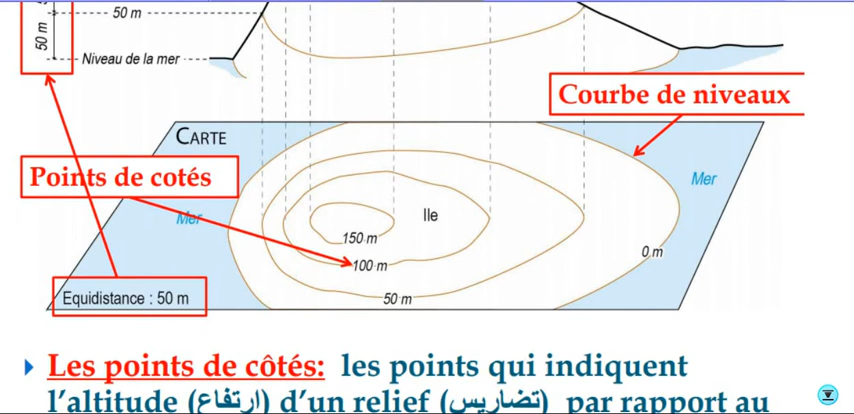 50 m
50 m
Niveau de la mer
Courbe de niveaux
CARTE
Points de cotés
Mer
Mer
Ile
150 m
100 m
0 m
Equidistance : 50 m
50 m
Les points de côtés: les points qui indiquent
l'altitude (ارتفاع) d'un relief (تضاريس) par rapport au